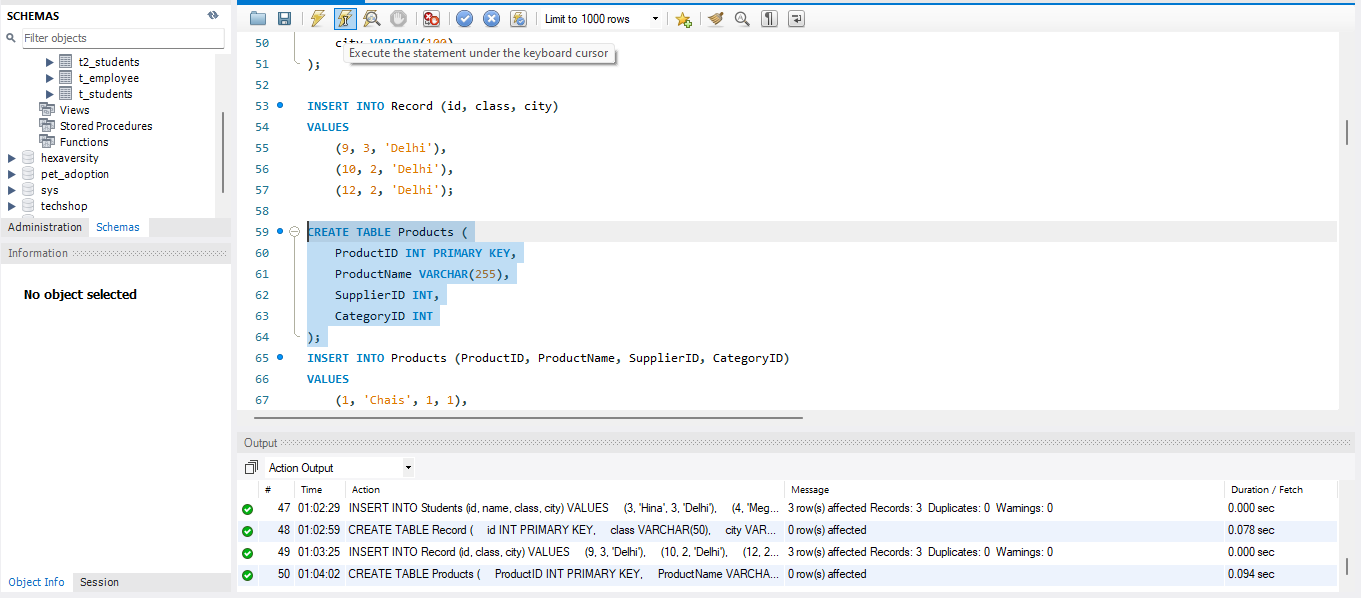 SCHEMAS
Filter objects
t2_students
t_employee
t_students
Views
Stored Procedures
Functions
hexaversity
pet_adoption
sys
techshop
Administration Schemas
Information
No object selected
Object Info Session
Limit to 1000 rows
50 city VARCHAR(100)
Execute the statement under the keyboard cursor
51 );
52
53 INSERT INTO Record (id, class, city)
54 VALUES
55 (9, 3, 'Delhi'),
56 (10, 2, 'Delhi'),
57 (12, 2, 'Delhi');
58
59 CREATE TABLE Products (
60 ProductID INT PRIMARY KEY,
61 ProductName VARCHAR(255),
62 SupplierID INT,
63 CategoryID INT
64 );
65 INSERT INTO Products (ProductID, ProductName, SupplierID, CategoryID)
66 VALUES
67 (1, 'Chais', 1, 1),
Output
Action Output
# Time Action Message Duration / Fetch
47 01:02:29 INSERT INTO Students (id, name, class, city) VALUES (3, 'Hina', 3, 'Delhi'), (4, 'Meg... 3 row(s) affected Records: 3 Duplicates: 0 Warnings: 0 0.000 sec
48 01:02:59 CREATE TABLE Record ( id INT PRIMARY KEY, class VARCHAR(50), city VAR... 0 row(s) affected 0.078 sec
49 01:03:25 INSERT INTO Record (id, class, city) VALUES (9, 3, 'Delhi'), (10, 2, 'Delhi'), (12, 2... 3 row(s) affected Records: 3 Duplicates: 0 Warnings: 0 0.000 sec
50 01:04:02 CREATE TABLE Products ( ProductID INT PRIMARY KEY, ProductName VARCHA... 0 row(s) affected 0.094 sec